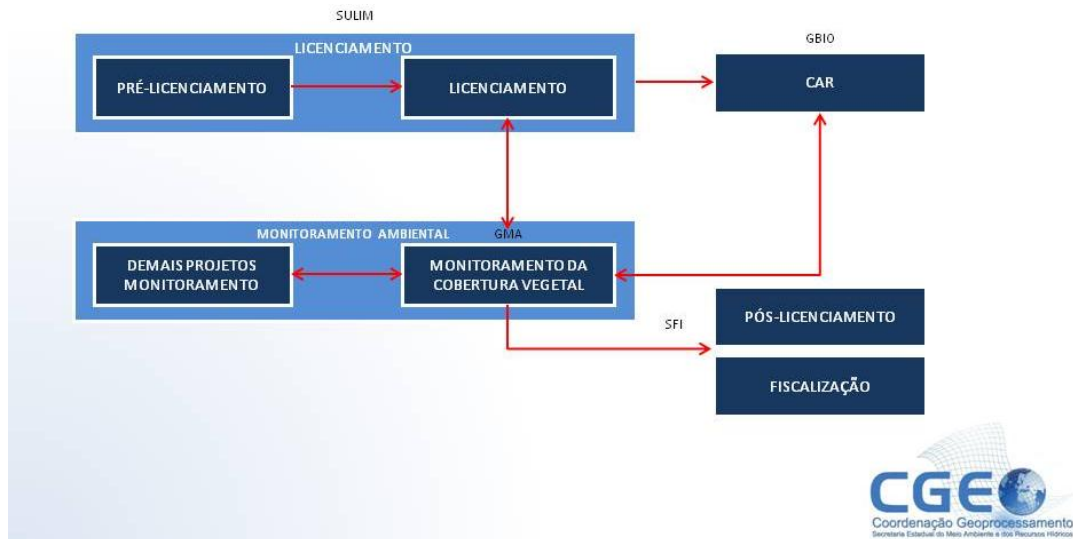 SULIM
LICENCIAMENTO
PRÉ-LICENCIAMENTO
LICENCIAMENTO
GBIO
CAR
MONITORAMENTO AMBIENTAL
GMA
DEMAIS PROJETOS
MONITORAMENTO
MONITORAMENTO DA
COBERTURA VEGETAL
SFI
PÓS-LICENCIAMENTO
FISCALIZAÇÃO
CGEO
Coordenação Geoprocessamento
Secretaria Estadual do Meio Ambiente e dos Recursos Hídricos